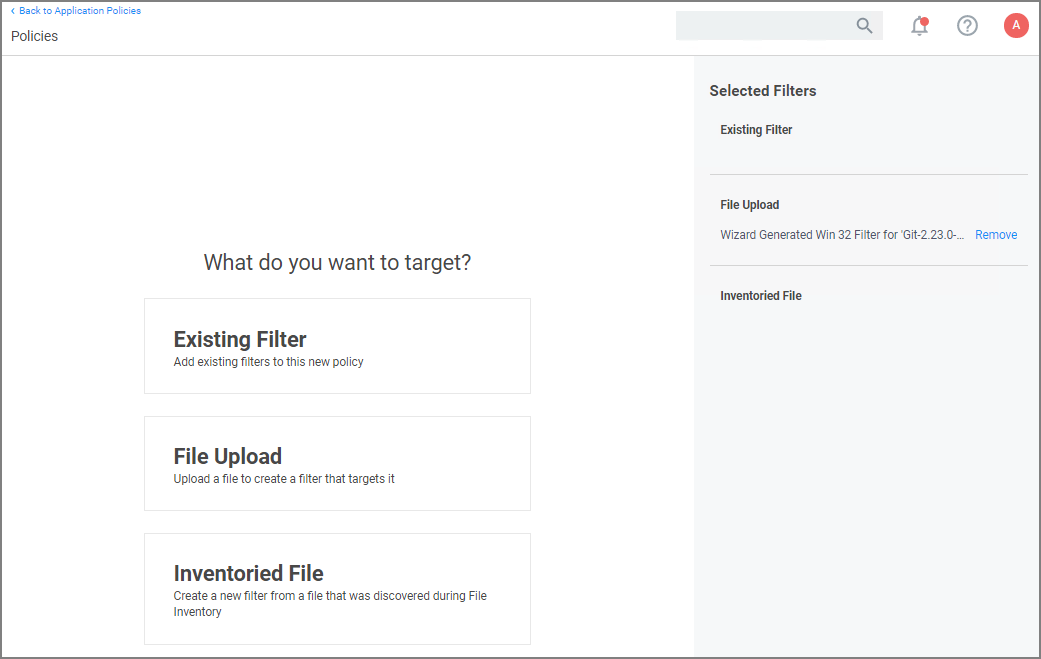 ‹ Back to Application Policies
Policies
A
What do you want to target?
Existing Filter
Add existing filters to this new policy
File Upload
Upload a file to create a filter that targets it
Inventoried File
Create a new filter from a file that was discovered during File
Inventory
Selected Filters
Existing Filter
File Upload
Wizard Generated Win 32 Filter for 'Git-2.23.0-... Remove
Inventoried File